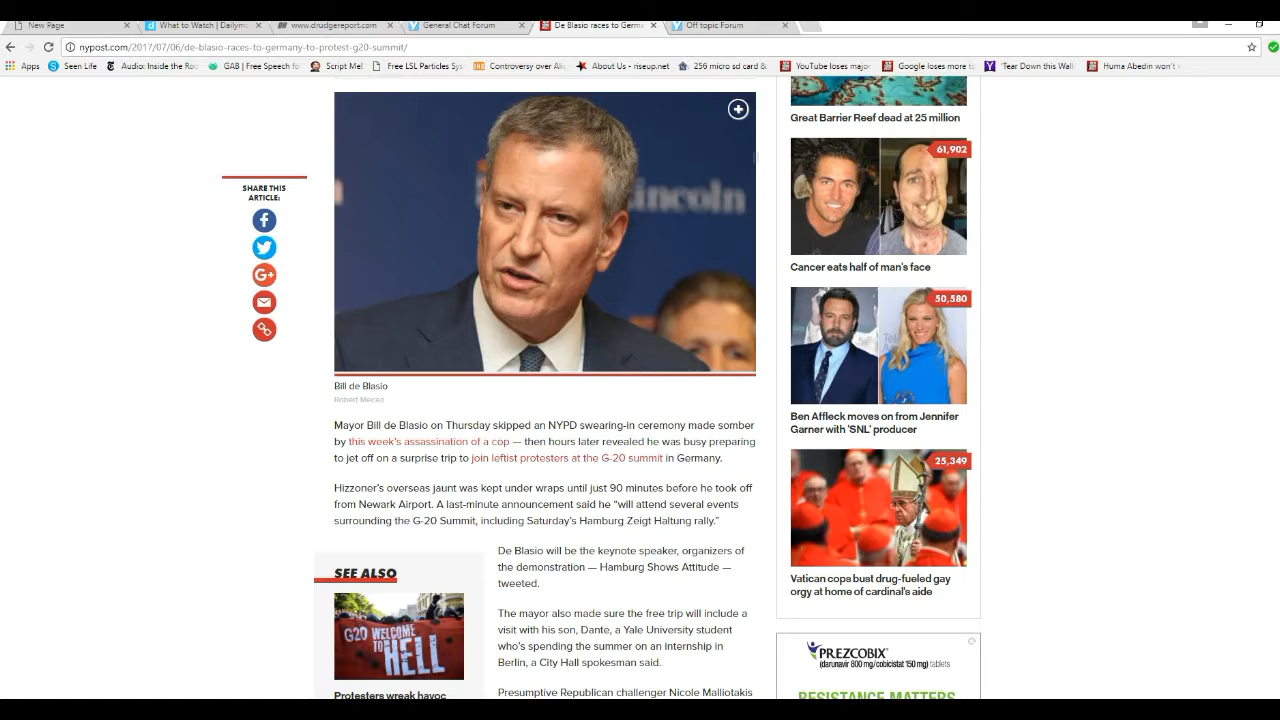 New Page
What to Watch | Dailym
www.drudgereport.com
General Chat Forum
De Blasio races to Germa
Off topic Forum
nypost.com/2017/07/06/de-blasio-races-to-germany-to-protest-g20-summit/
Apps
Seen Life
Audio: Inside the Ro
GAB | Free Speech fo
Script Me!
Free LSL Particles Sy
Controversy over Ak
About Us - riseup.net
256 micro sd card &
YouTube loses major
Google loses more to
'Tear Down this Wall
Huma Abedin won't
SHARE THIS
ARTICLE:
incoln
Bill de Blasio
Robert Mecea
Mayor Bill de Blasio on Thursday skipped an NYPD swearing-in ceremony made somber
by this week's assassination of a cop — then hours later revealed he was busy preparing
to jet off on a surprise trip to join leftist protesters at the G-20 summit in Germany.
Hizzoner's overseas jaunt was kept under wraps until just 90 minutes before he took off
from Newark Airport. A last-minute announcement said he "will attend several events
surrounding the G-20 Summit, including Saturday's Hamburg Zeigt Haltung rally."
De Blasio will be the keynote speaker, organizers of
the demonstration — Hamburg Shows Attitude —
tweeted.
The mayor also made sure the free trip will include a
visit with his son, Dante, a Yale University student
who's spending the summer on an internship in
Berlin, a City Hall spokesman said.
Presumptive Republican challenger Nicole Malliotakis
SEE ALSO
G20 WELCOME
TO HELL
Protesters wreak havoc
Great Barrier Reef dead at 25 million
61,902
Cancer eats half of man's face
50,580
Ben Affleck moves on from Jennifer
Garner with 'SNL' producer
25,349
Vatican cops bust drug-fueled gay
orgy at home of cardinal's aide
PREZCOBIX
(darunavir 800 mg/cobicistat 150 mg) tablets
RESISTANCE MATTERS